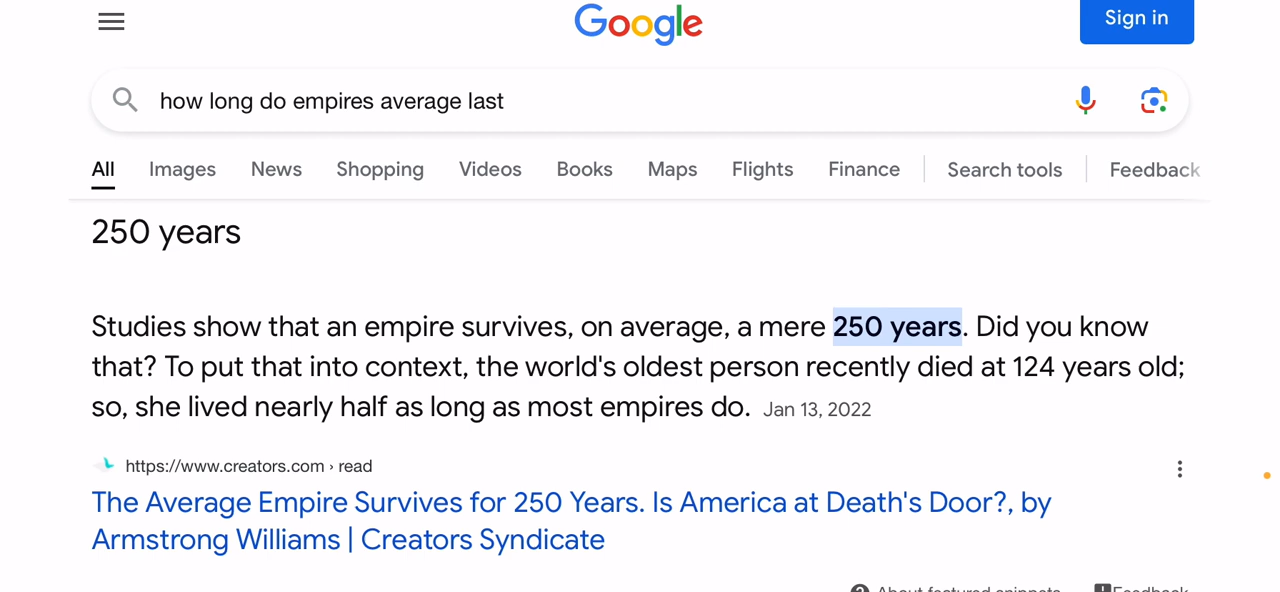 Google
Sign in
how long do empires average last
All Images News Shopping Videos Books Maps Flights Finance Search tools Feedback
250 years
Studies show that an empire survives, on average, a mere 250 years. Did you know
that? To put that into context, the world's oldest person recently died at 124 years old;
so, she lived nearly half as long as most empires do. Jan 13, 2022
https://www.creators.com › read
The Average Empire Survives for 250 Years. Is America at Death's Door?, by
Armstrong Williams | Creators Syndicate
About featured snippets Feedback